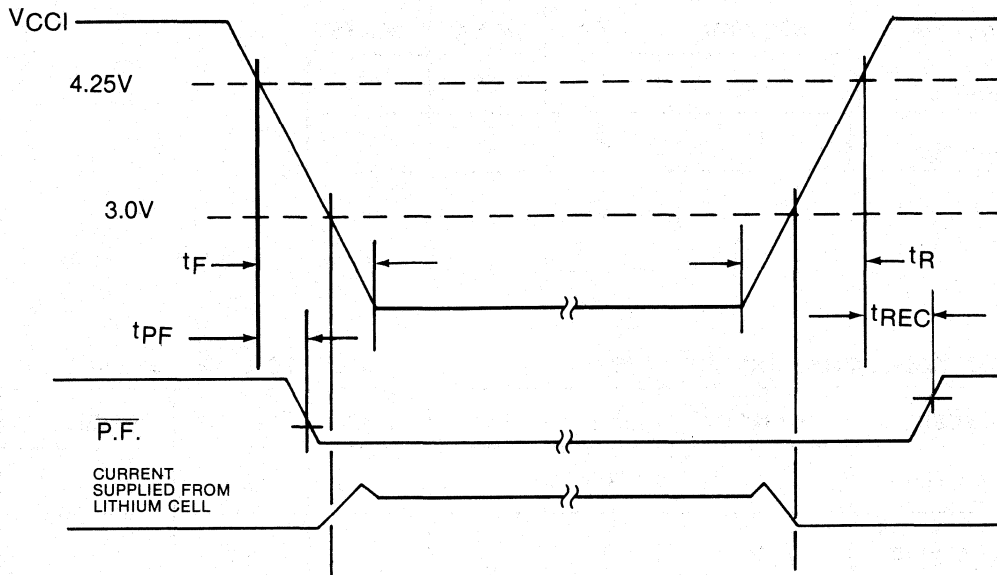 VCCI
4.25V
3.0V
tF
tR
tPF
tREC
P.F.
CURRENT
SUPPLIED FROM
LITHIUM CELL